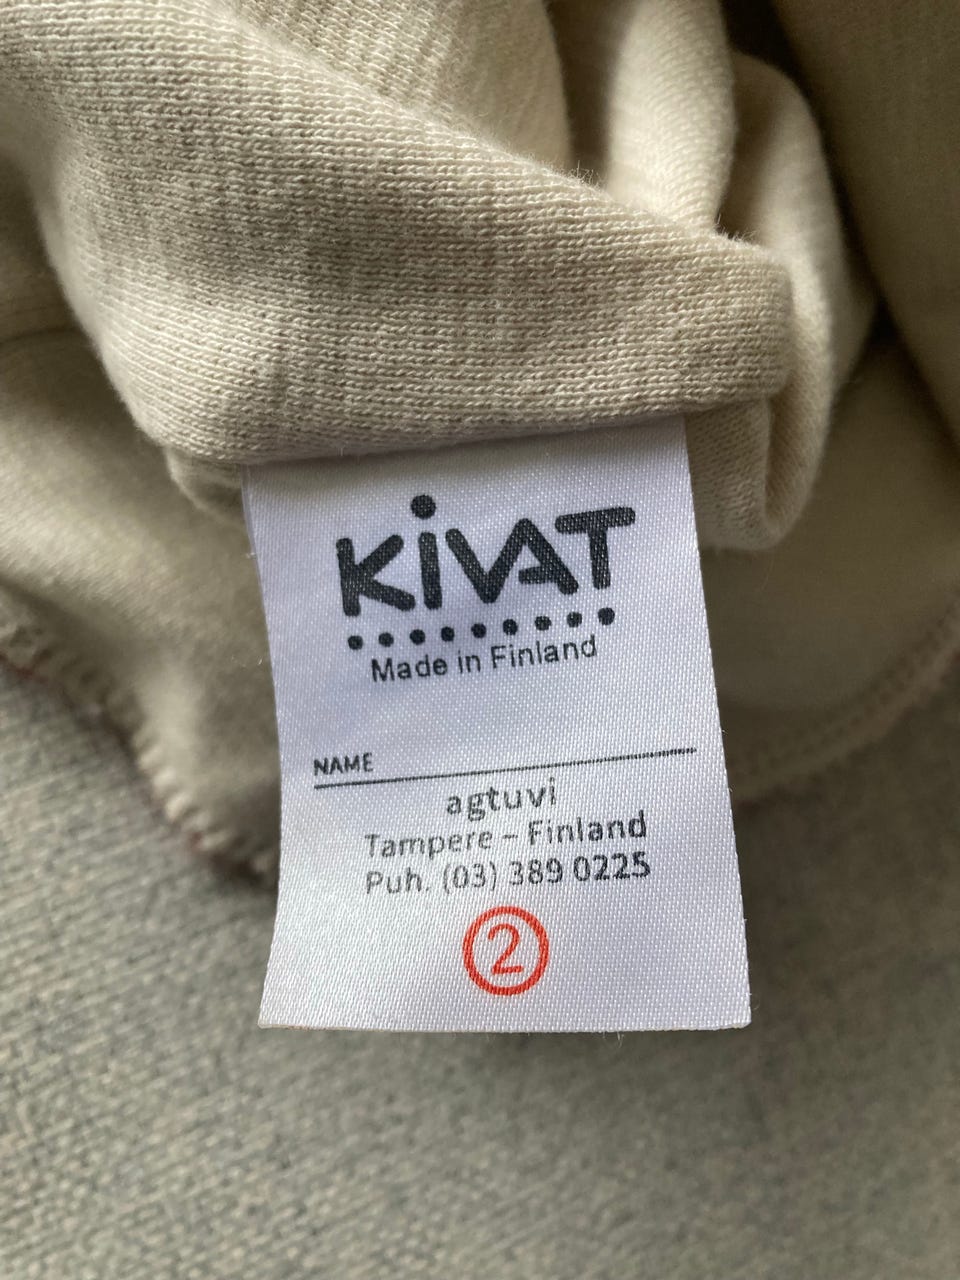 KiVAT
Made in Finland
NAME
agtuvi
Tampere – Finland
Puh. (03) 389 0225
2